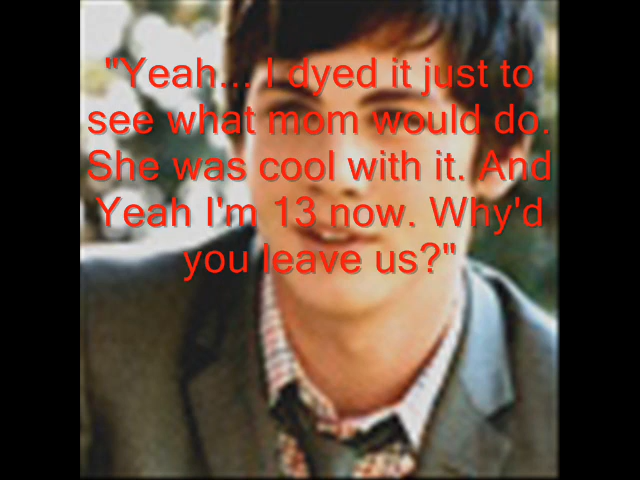 "Yeah... I dyed it just to
see what mom would do.
She was cool with it. And
Yeah I'm 13 now. Why'd
you leave us?"